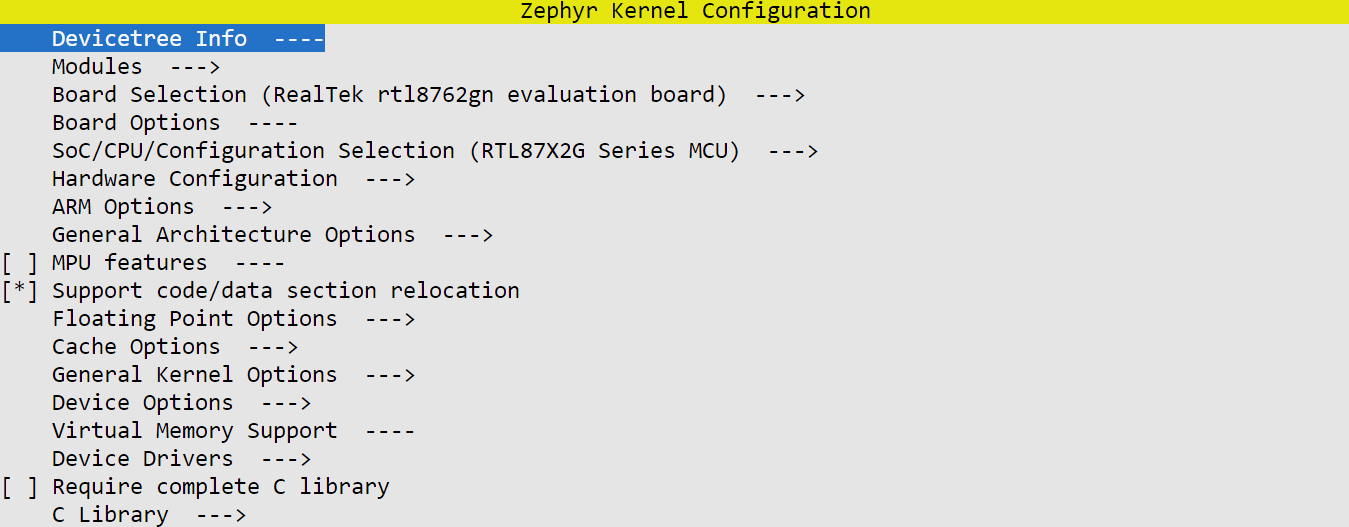 Zephyr Kernel Configuration
Devicetree Info  ----
Modules  --->
Board Selection (RealTek rtl8762gn evaluation board)  --->
Board Options  ----
SoC/CPU/Configuration Selection (RTL87X2G Series MCU)  --->
Hardware Configuration  --->
ARM Options  --->
General Architecture Options  --->
[ ] MPU features  ----
[*] Support code/data section relocation
Floating Point Options  --->
Cache Options  --->
General Kernel Options  --->
Device Options  --->
Virtual Memory Support  ----
Device Drivers  --->
[ ] Require complete C library
C Library  --->